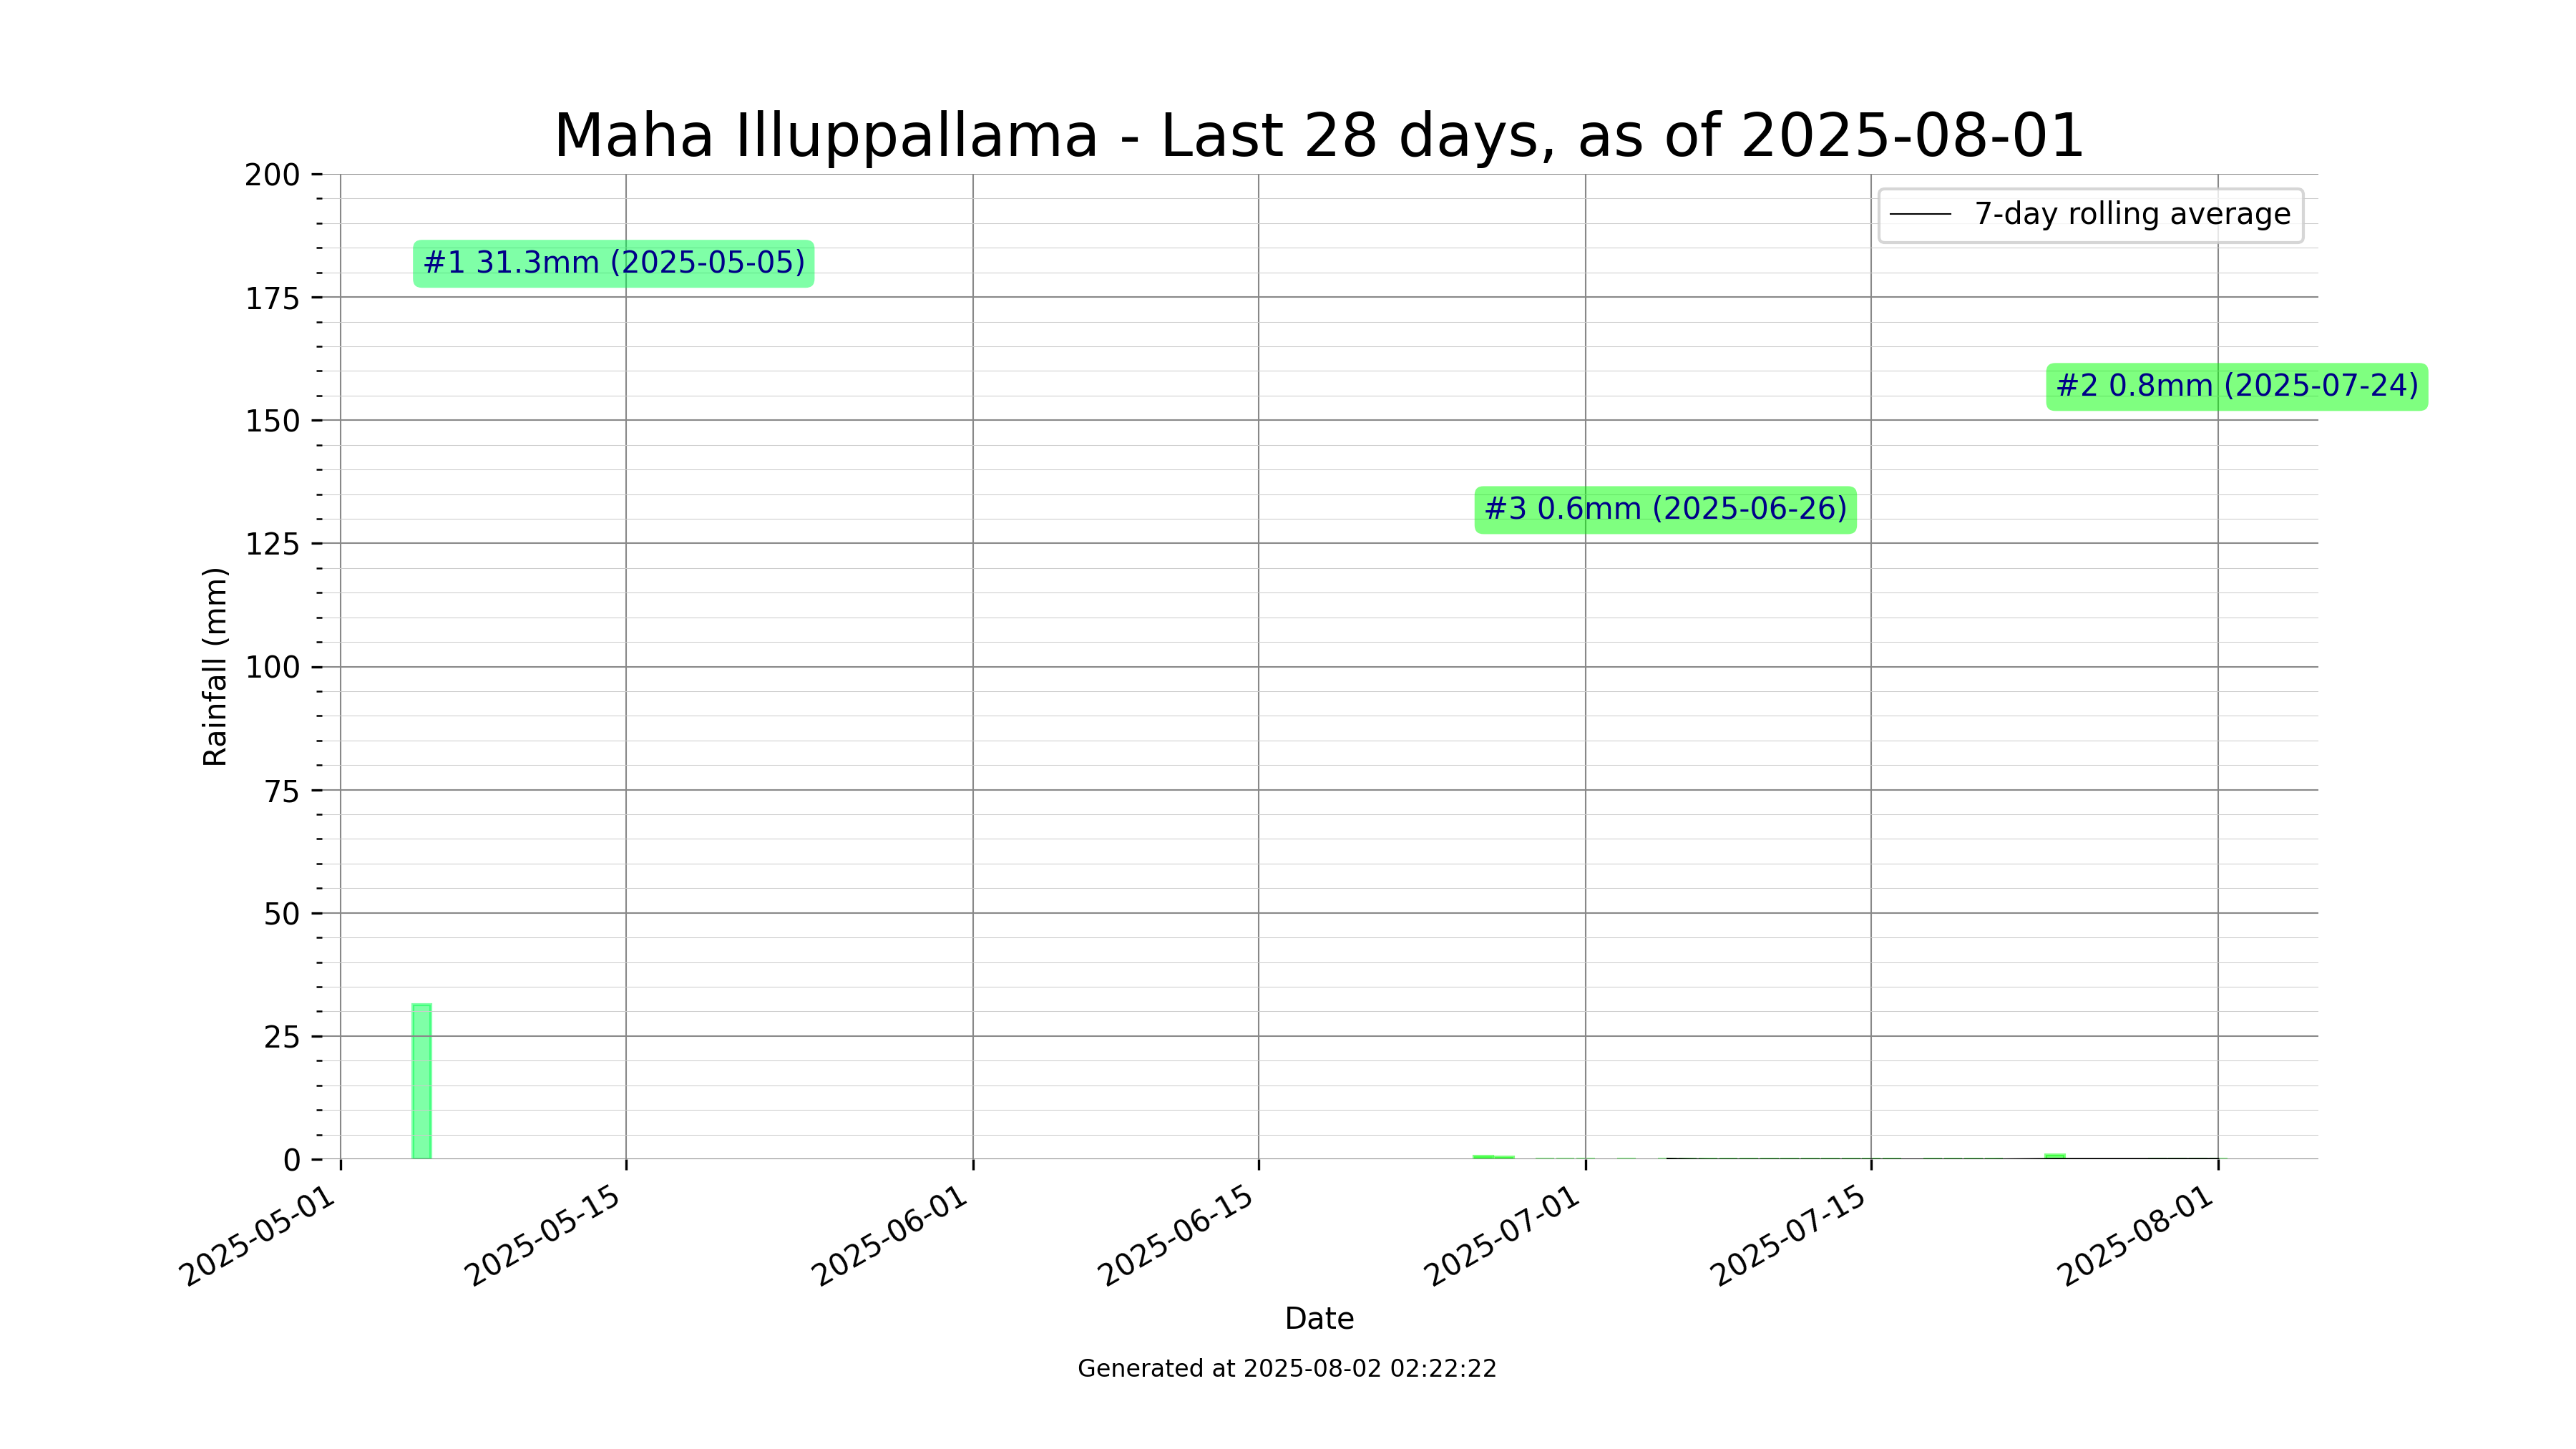 Maha Illuppallama - Last 28 days, as of 2025-08-01
7-day rolling average
#1 31.3mm (2025-05-05)
#2 0.8mm (2025-07-24)
#3 0.6mm (2025-06-26)
Rainfall (mm)
200
175
150
125
100
75
50
25
0
2025-05-01
2025-05-15
2025-06-01
2025-06-15
2025-07-01
2025-07-15
2025-08-01
Date
Generated at 2025-08-02 02:22:22